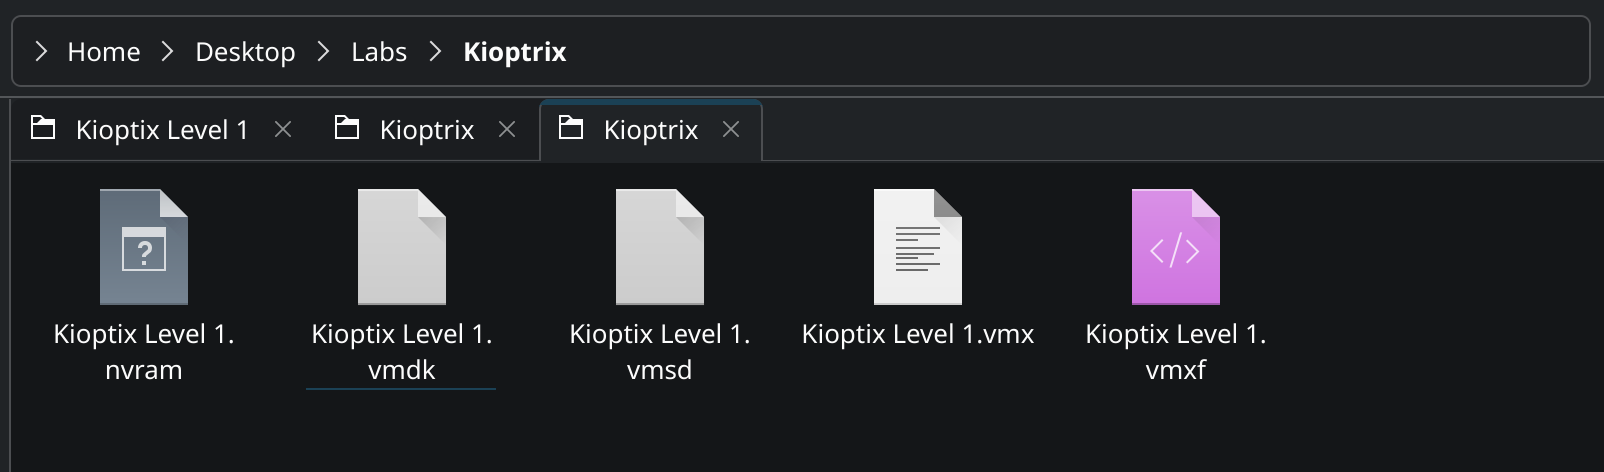 Home Desktop Labs Kioptrix
Kioptix Level 1 Kioptrix Kioptrix
?
</>
Kioptix Level 1.
nvram
Kioptix Level 1.
vmdk
Kioptix Level 1.
vmsd
Kioptix Level 1.vmx
Kioptix Level 1.
vmxf